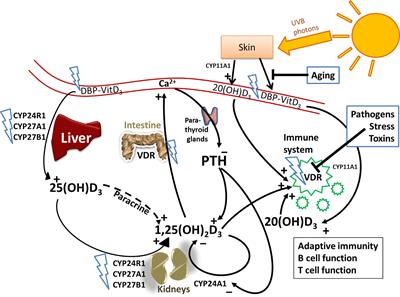 UVB
photons
Skin
CYP11A1
Aging
DBP-VitD3
Ca2+
20(OH)D3
DBP-VitD3
CYP24R1
CYP27A1
CYP27B1
Liver
Intestine
VDR
Para-
thyroid
glands
PTH
Immune
system
VDR
CYP11A1
Pathogens
Stress
Toxins
25(OH)D3
Paracrine
1,25(OH)2D3
20(OH)D3
CYP24R1
CYP27A1
CYP27B1
Kidneys
CYP24A1
Adaptive immunity
B cell function
T cell function